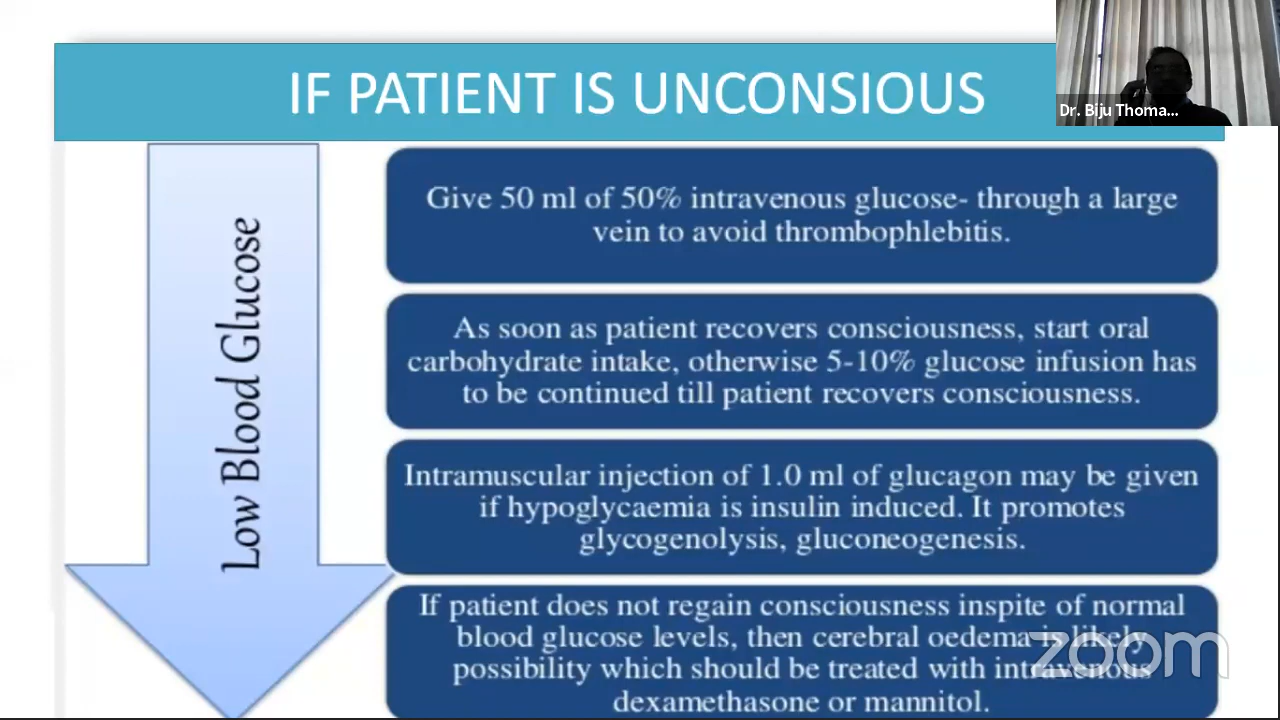 IF PATIENT IS UNCONSIOUS
Dr. Biju Thoma...
Low Blood Glucose
Give 50 ml of 50% intravenous glucose- through a large
vein to avoid thrombophlebitis.
As soon as patient recovers consciousness, start oral
carbohydrate intake, otherwise 5-10% glucose infusion has
to be continued till patient recovers consciousness.
Intramuscular injection of 1.0 ml of glucagon may be given
if hypoglycaemia is insulin induced. It promotes
glycogenolysis, gluconeogenesis.
If patient does not regain consciousness inspite of normal
blood glucose levels, then cerebral oedema is likely
possibility which should be treated with intravenous
dexamethasone or mannitol.
zoom